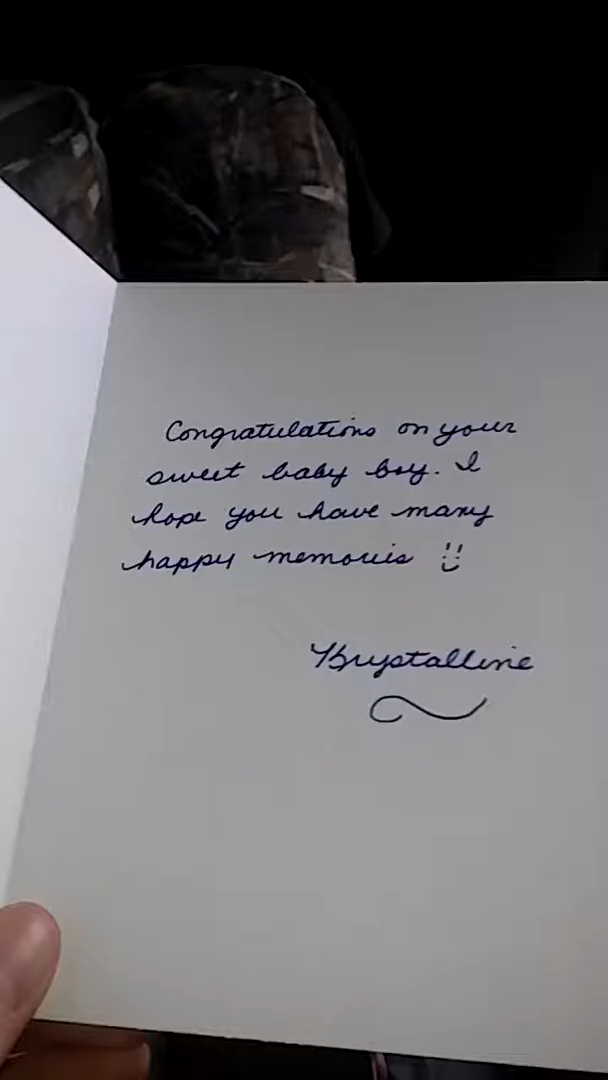 Congratulations on your
sweet baby boy. I
hope you have many
happy memories !!
Krystalline